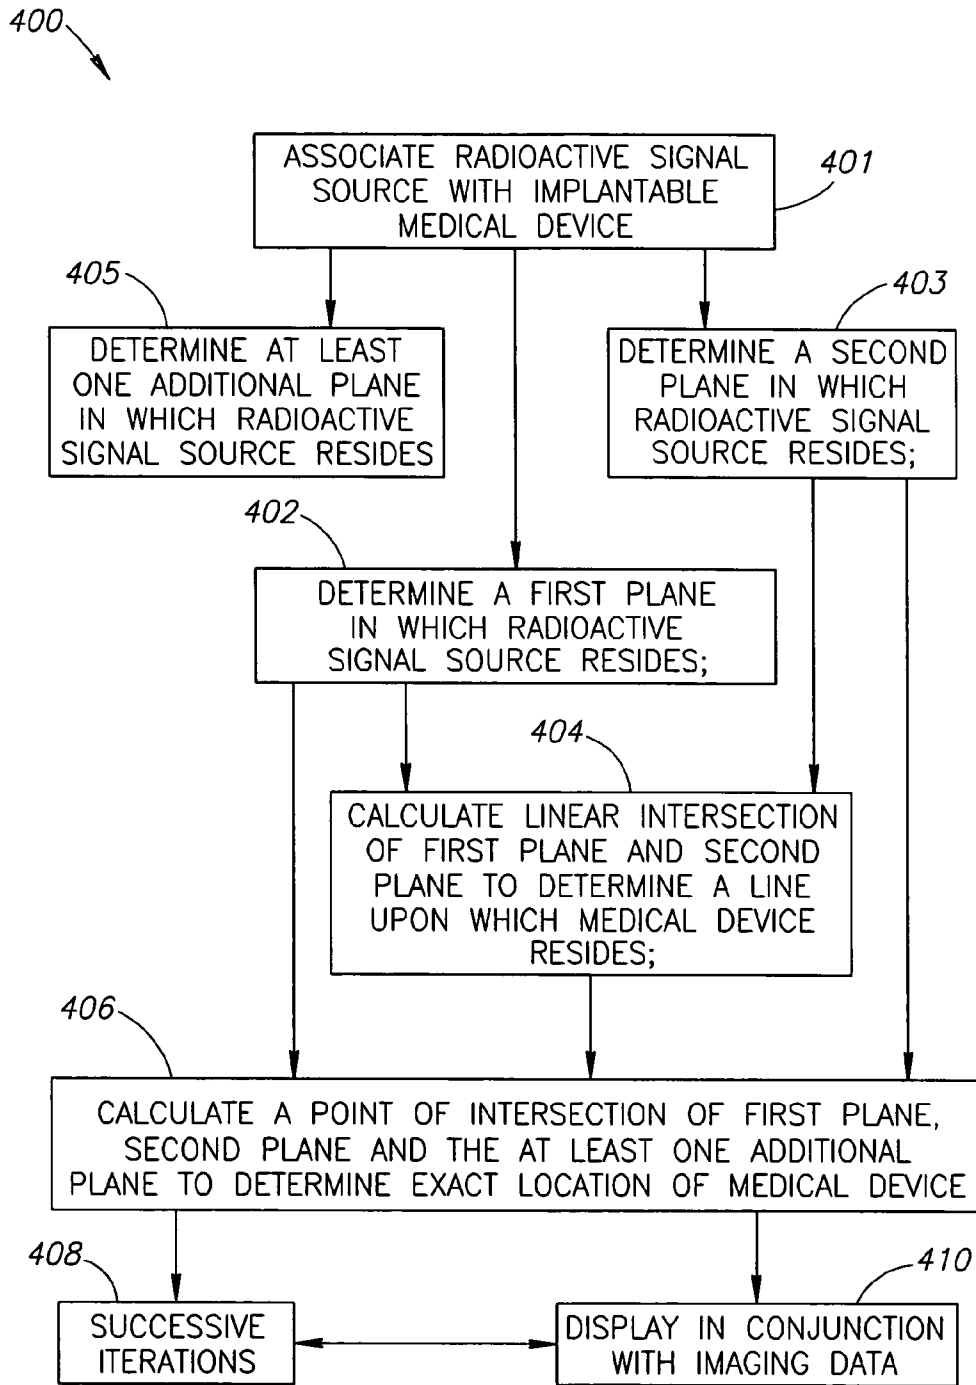 400
ASSOCIATE RADIOACTIVE SIGNAL
SOURCE WITH IMPLANTABLE
MEDICAL DEVICE
401
405
DETERMINE AT LEAST
ONE ADDITIONAL PLANE
IN WHICH RADIOACTIVE
SIGNAL SOURCE RESIDES
403
DETERMINE A SECOND
PLANE IN WHICH
RADIOACTIVE SIGNAL
SOURCE RESIDES;
402
DETERMINE A FIRST PLANE
IN WHICH RADIOACTIVE
SIGNAL SOURCE RESIDES;
404
CALCULATE LINEAR INTERSECTION
OF FIRST PLANE AND SECOND
PLANE TO DETERMINE A LINE
UPON WHICH MEDICAL DEVICE
RESIDES;
406
CALCULATE A POINT OF INTERSECTION OF FIRST PLANE,
SECOND PLANE AND THE AT LEAST ONE ADDITIONAL
PLANE TO DETERMINE EXACT LOCATION OF MEDICAL DEVICE
408
SUCCESSIVE
ITERATIONS
410
DISPLAY IN CONJUNCTION
WITH IMAGING DATA